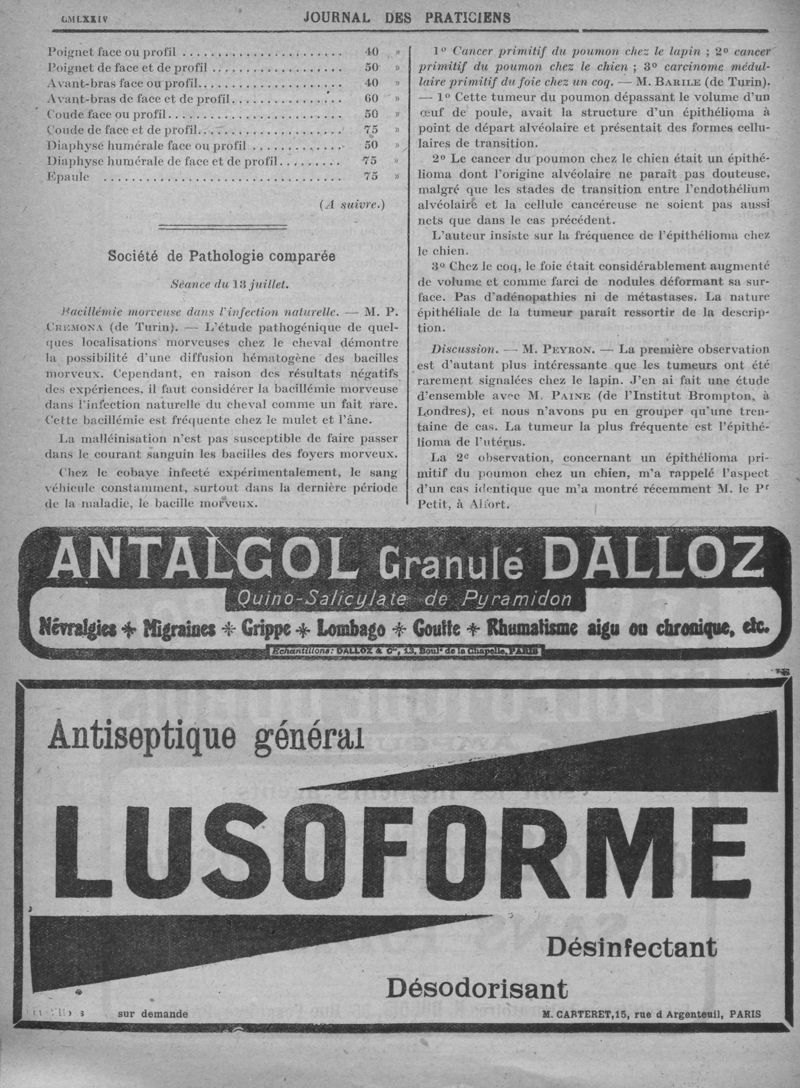 CMLXXIV
JOURNAL DES PRATICIENS
Poignet face ou profil ........................ 40 »
Poignet de face et de profil .................... 50 »
Avant-bras face ou profil...................... 40 »
Avant-bras de face et de profil................. 60 »
Coude face ou profil.......................... 50 »
Coude de face et de profil...................... 75 »
Diaphyse humérale face ou profil ............... 50 »
Diaphyse humérale de face et de profil......... 75 »
Epaule .................................. 75 »
(A suivre.)
Société de Pathologie comparée
Séance du 13 juillet.
Bacillémie morveuse dans l'infection naturelle. — M. P.
CREMONA (de Turin). — L'étude pathogénique de quel-
ques localisations morveuses chez le cheval démontre
la possibilité d'une diffusion hématogène des bacilles
morveux. Cependant, en raison des résultats négatifs
des expériences, il faut considérer la bacillémie morveuse
dans l'infection naturelle du cheval comme un fait rare.
Cette bacillémie est fréquente chez le mulet et l'âne.
La malléinisation n'est pas susceptible de faire passer
dans le courant sanguin les bacilles des foyers morveux.
Chez le cobaye infecté expérimentalement, le sang
véhicule constamment, surtout dans la dernière période
de la maladie, le bacille morveux.
1º Cancer primitif du poumon chez le lapin ; 2º cancer
primitif du poumon chez le chien ; 3º carcinome médul-
laire primitif du foie chez un coq. — M. BARILE (de Turin).
— 1º Cette tumeur du poumon dépassant le volume d'un
œuf de poule, avait la structure d'un épithélioma à
point de départ alvéolaire et présentait des formes cellu-
laires de transition.
2º Le cancer du poumon chez le chien était un épithé-
lioma dont l'origine alvéolaire ne paraît pas douteuse,
malgré que les stades de transition entre l'endothélium
alvéolaire et la cellule cancéreuse ne soient pas aussi
nets que dans le cas précédent.
L'auteur insiste sur la fréquence de l'épithélioma chez
le chien.
3º Chez le coq, le foie était considérablement augmenté
de volume et comme farci de nodules déformant sa sur-
face. Pas d'adénopathies ni de métastases. La nature
épithéliale de la tumeur paraît ressortir de la descrip-
tion.
Discussion. — M. PEYRON. — La première observation
est d'autant plus intéressante que les tumeurs ont été
rarement signalées chez le lapin. J'en ai fait une étude
d'ensemble avec M. PAINE (de l'Institut Brompton, à
Londres), et nous n'avons pu en grouper qu'une tren-
taine de cas. La tumeur la plus fréquente est l'épithé-
lioma de l'utérus.
La 2e observation, concernant un épithélioma pri-
mitif du poumon chez un chien, m'a rappelé l'aspect
d'un cas identique que m'a montré récemment M. le Pr
Petit, à Alfort.
ANTALGOL Granulé DALLOZ
Quino-Salicylate de Pyramidon
Névralgies * Migraines * Grippe * Lombago * Goutte * Rhumatisme aigu ou chronique, etc.
Echantillons: DALLOZ & Cie, 13, Boulᵈ de la Chapelle, PARIS
Antiseptique général
LUSOFORME
Désinfectant
Désodorisant
sur demande
M. CARTERET, 15, rue d Argenteuil, PARIS